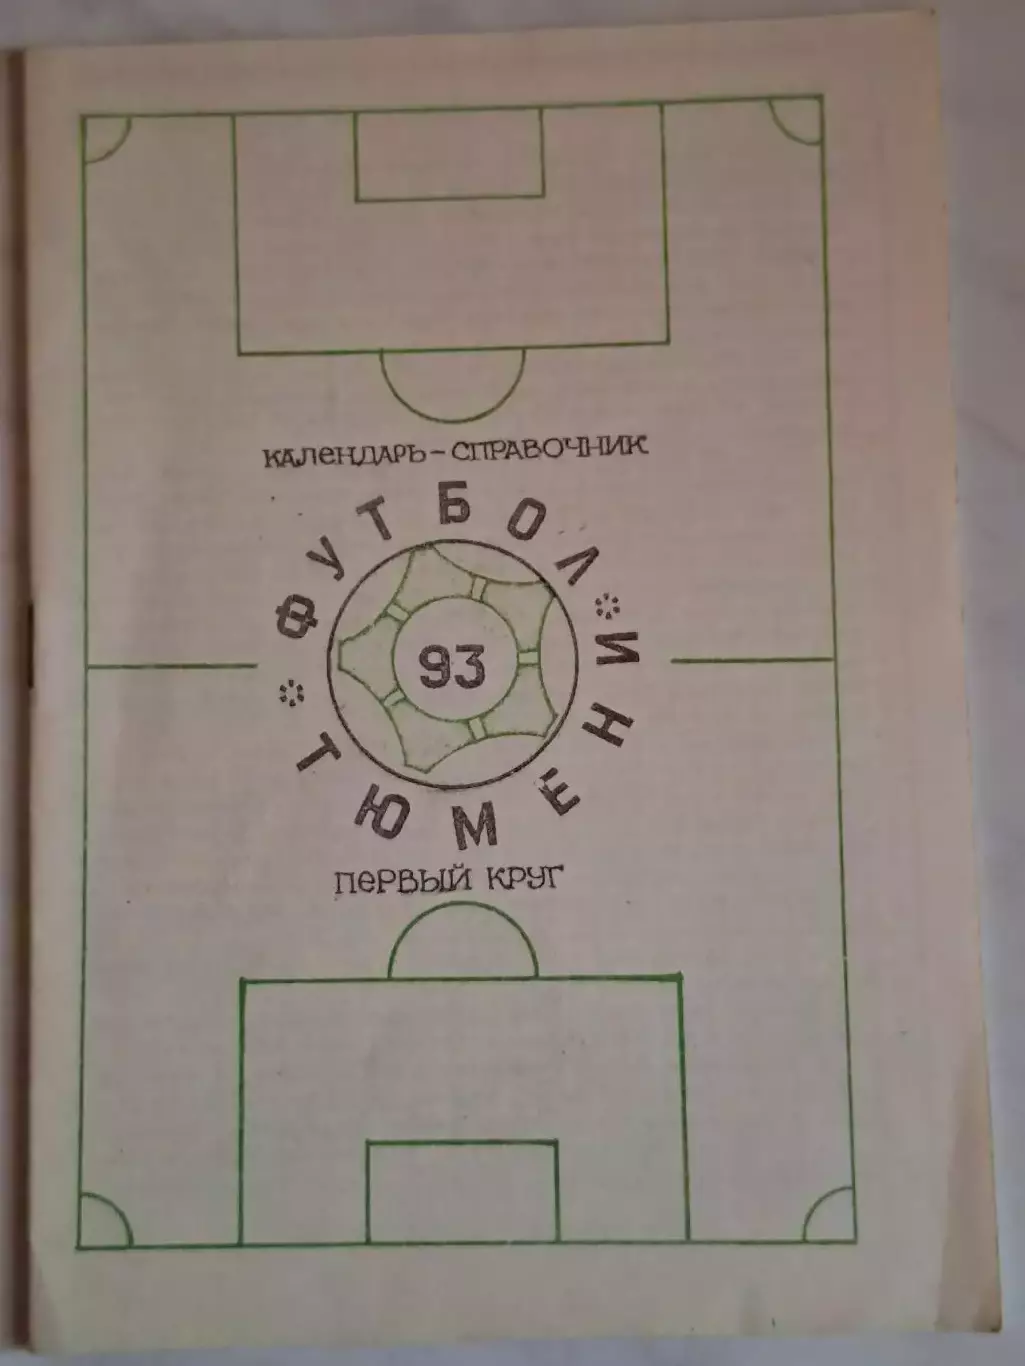 КАЛЕНДАРЬ-СПРАВОЧНИК
ФУТБОЛ
93
ТЮМЕНИ
ПЕРВЫЙ КРУГ